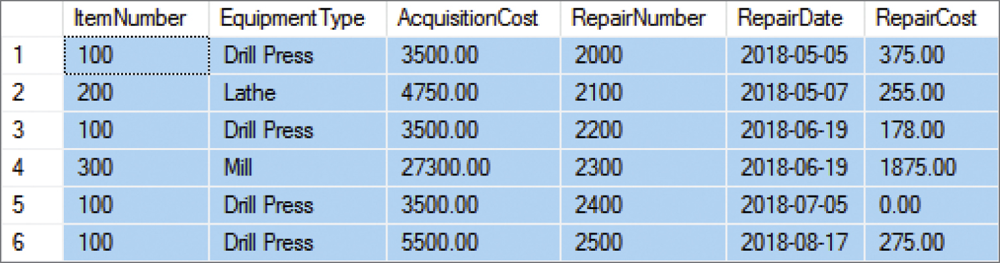 ItemNumber EquipmentType AcquisitionCost RepairNumber RepairDate RepairCost
1 100 Drill Press 3500.00 2000 2018-05-05 375.00
2 200 Lathe 4750.00 2100 2018-05-07 255.00
3 100 Drill Press 3500.00 2200 2018-06-19 178.00
4 300 Mill 27300.00 2300 2018-06-19 1875.00
5 100 Drill Press 3500.00 2400 2018-07-05 0.00
6 100 Drill Press 5500.00 2500 2018-08-17 275.00